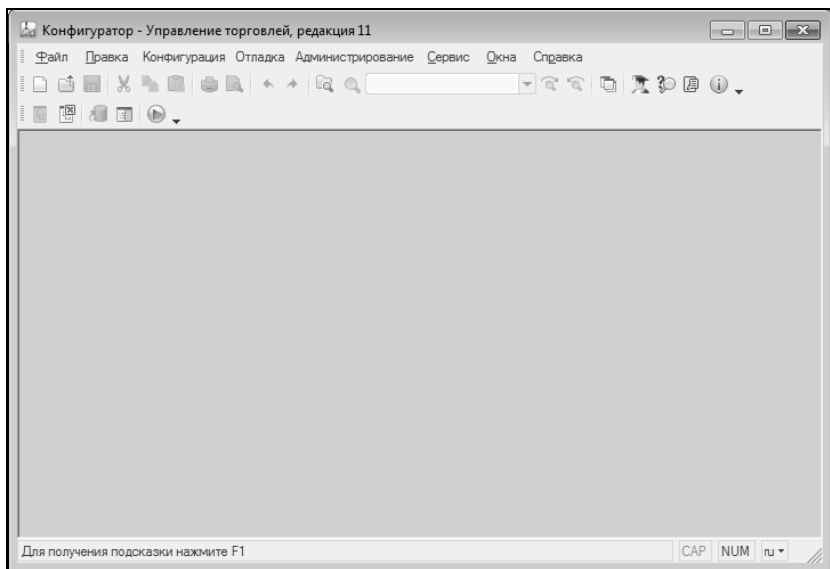 Конфигуратор - Управление торговлей, редакция 11
Файл Правка Конфигурация Отладка Администрирование Сервис Окна Справка
Для получения подсказки нажмите F1 CAP NUM ru